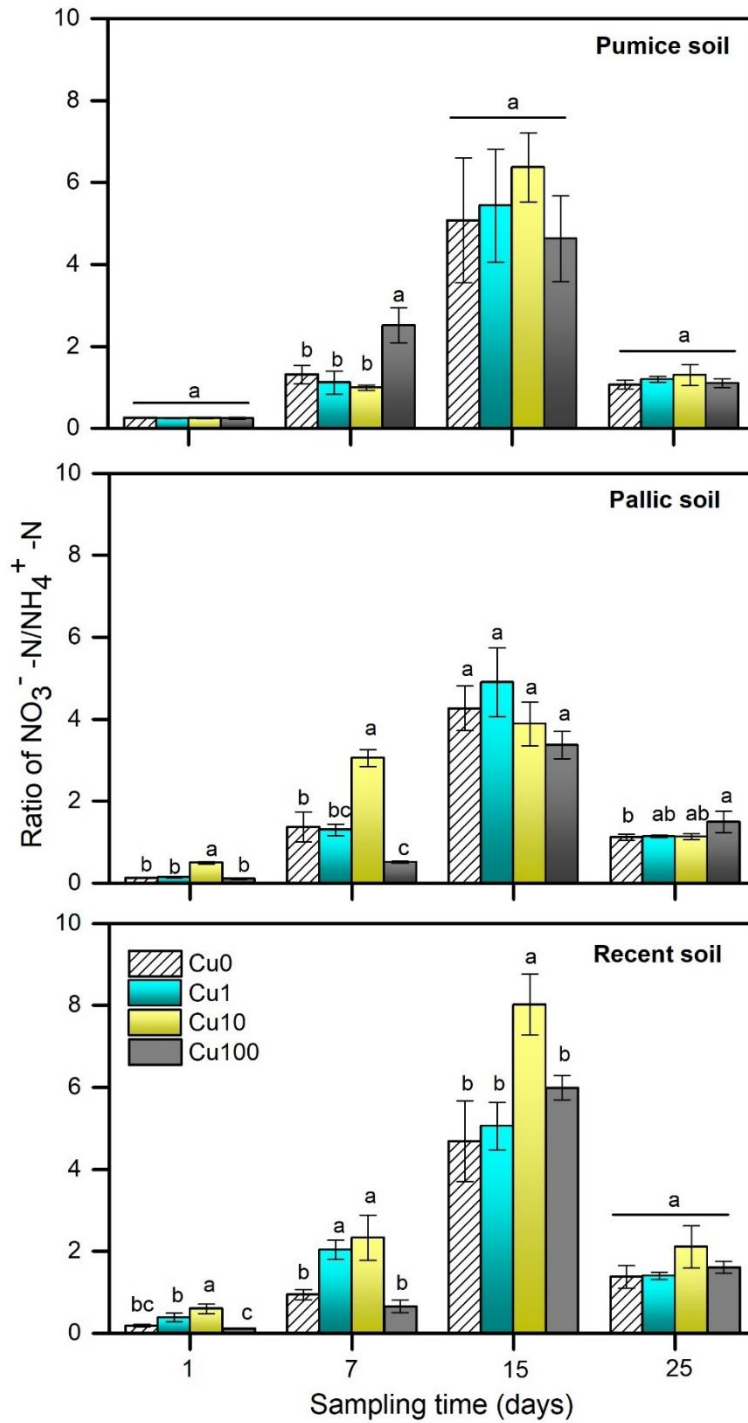 Ratio of NO3⁻ -N/NH4⁺ -N
10
8
6
4
2
0
Pumice soil
a
b b b a
a
a
10
8
6
4
2
0
Pallic soil
b b a b
b bc a c
a a a a
b ab ab a
10
8
6
4
2
0
Recent soil
Cu0
Cu1
Cu10
Cu100
bc b a c
b a a b
b b a b
a
1 7 15 25
Sampling time (days)